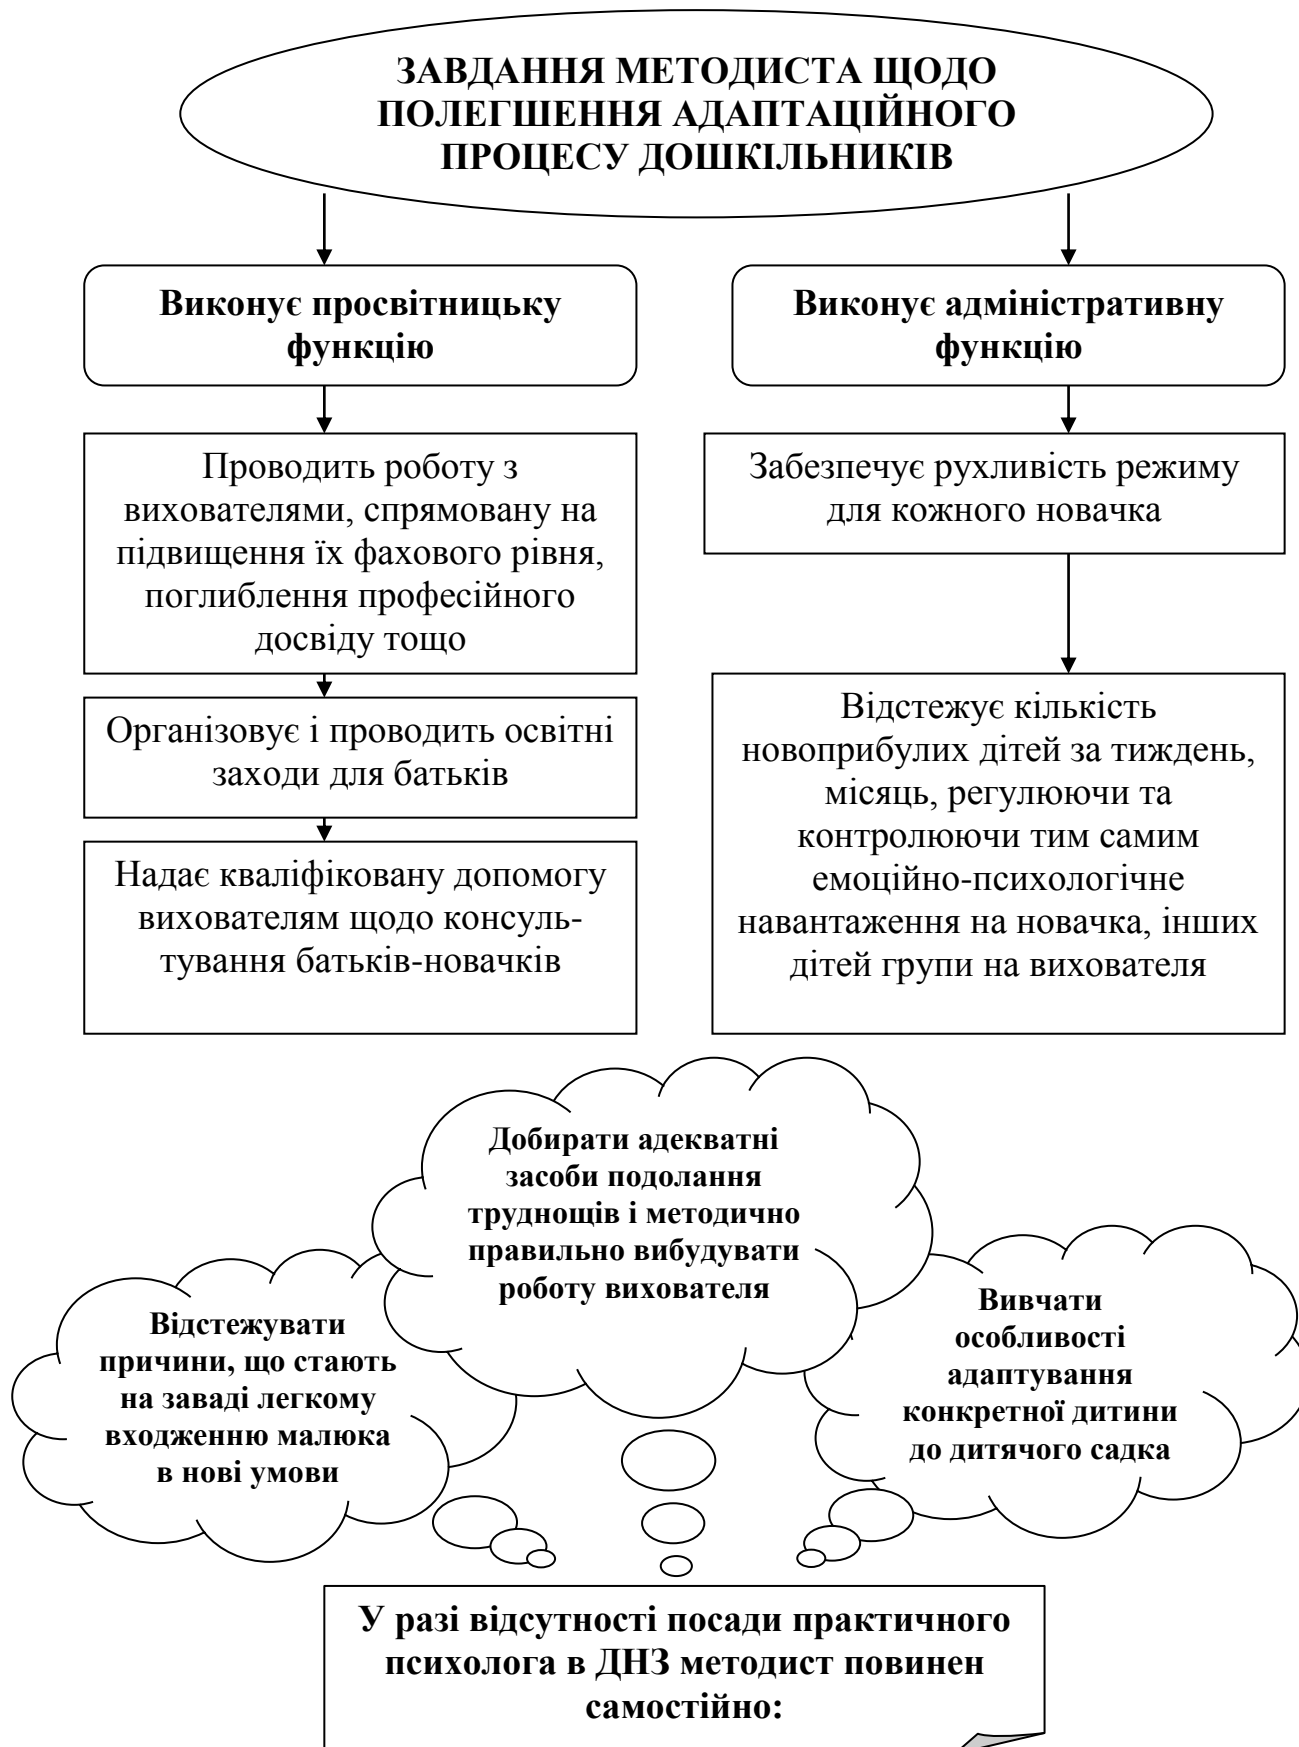 ЗАВДАННЯ МЕТОДИСТА ЩОДО
ПОЛЕГШЕННЯ АДАПТАЦІЙНОГО
ПРОЦЕСУ ДОШКІЛЬНИКІВ
Виконує просвітницьку
функцію
Проводить роботу з
вихователями, спрямовану на
підвищення їх фахового рівня,
поглиблення професійного
досвіду тощо
Організовує і проводить освітні
заходи для батьків
Надає кваліфіковану допомогу
вихователям щодо консуль-
тування батьків-новачків
Виконує адміністративну
функцію
Забезпечує рухливість режиму
для кожного новачка
Відстежує кількість
новоприбулих дітей за тиждень,
місяць, регулюючи та
контролюючи тим самим
емоційно-психологічне
навантаження на новачка, інших
дітей групи на вихователя
Добирати адекватні
засоби подолання
труднощів і методично
правильно вибудувати
роботу вихователя
Відстежувати
причини, що стають
на заваді легкому
входженню малюка
в нові умови
Вивчати
особливості
адаптування
конкретної дитини
до дитячого садка
У разі відсутності посади практичного
психолога в ДНЗ методист повинен
самостійно: